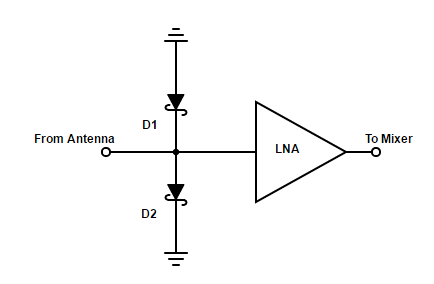 D1
From Antenna
To Mixer
LNA
D2